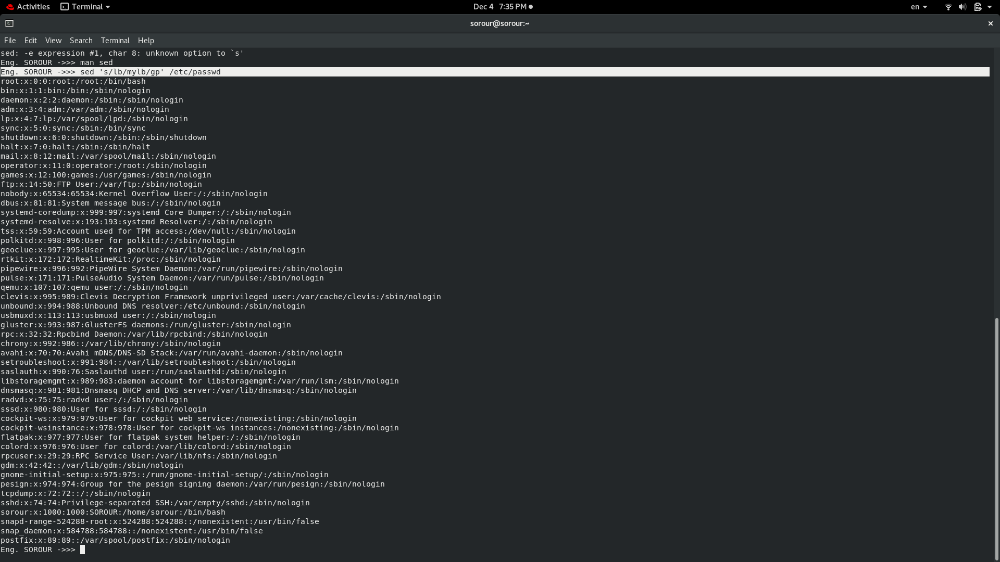 Activities Terminal Dec 4 7:35 PM en
sorour@sorour:~
File Edit View Search Terminal Help
sed: -e expression #1, char 8: unknown option to `s'
Eng. SOROUR ->>> man sed
Eng. SOROUR ->>> sed 's/lb/mylb/gp' /etc/passwd
root:x:0:0:root:/root:/bin/bash
bin:x:1:1:bin:/bin:/sbin/nologin
daemon:x:2:2:daemon:/sbin:/sbin/nologin
adm:x:3:4:adm:/var/adm:/sbin/nologin
lp:x:4:7:lp:/var/spool/lpd:/sbin/nologin
sync:x:5:0:sync:/sbin:/bin/sync
shutdown:x:6:0:shutdown:/sbin:/sbin/shutdown
halt:x:7:0:halt:/sbin:/sbin/halt
mail:x:8:12:mail:/var/spool/mail:/sbin/nologin
operator:x:11:0:operator:/root:/sbin/nologin
games:x:12:100:games:/usr/games:/sbin/nologin
ftp:x:14:50:FTP User:/var/ftp:/sbin/nologin
nobody:x:65534:65534:Kernel Overflow User:/:/sbin/nologin
dbus:x:81:81:System message bus:/:/sbin/nologin
systemd-coredump:x:999:997:systemd Core Dumper:/:/sbin/nologin
systemd-resolve:x:193:193:systemd Resolver:/:/sbin/nologin
tss:x:59:59:Account used for TPM access:/dev/null:/sbin/nologin
polkitd:x:998:996:User for polkitd:/:/sbin/nologin
geoclue:x:997:995:User for geoclue:/var/lib/geoclue:/sbin/nologin
rtkit:x:172:172:RealtimeKit:/proc:/sbin/nologin
pipewire:x:996:992:PipeWire System Daemon:/var/run/pipewire:/sbin/nologin
pulse:x:171:171:PulseAudio System Daemon:/var/run/pulse:/sbin/nologin
qemu:x:107:107:qemu user:/:/sbin/nologin
clevis:x:995:989:Clevis Decryption Framework unprivileged user:/var/cache/clevis:/sbin/nologin
unbound:x:994:988:Unbound DNS resolver:/etc/unbound:/sbin/nologin
usbmuxd:x:113:113:usbmuxd user:/:/sbin/nologin
gluster:x:993:987:GlusterFS daemons:/run/gluster:/sbin/nologin
rpc:x:32:32:Rpcbind Daemon:/var/lib/rpcbind:/sbin/nologin
chrony:x:992:986::/var/lib/chrony:/sbin/nologin
avahi:x:70:70:Avahi mDNS/DNS-SD Stack:/var/run/avahi-daemon:/sbin/nologin
setroubleshoot:x:991:984::/var/lib/setroubleshoot:/sbin/nologin
saslauth:x:990:76:Saslauthd user:/run/saslauthd:/sbin/nologin
libstoragemgmt:x:989:983:daemon account for libstoragemgmt:/var/run/lsm:/sbin/nologin
dnsmasq:x:981:981:Dnsmasq DHCP and DNS server:/var/lib/dnsmasq:/sbin/nologin
radvd:x:75:75:radvd user:/:/sbin/nologin
sssd:x:980:980:User for sssd:/:/sbin/nologin
cockpit-ws:x:979:979:User for cockpit web service:/nonexisting:/sbin/nologin
cockpit-wsinstance:x:978:978:User for cockpit-ws instances:/nonexisting:/sbin/nologin
flatpak:x:977:977:User for flatpak system helper:/:/sbin/nologin
colord:x:976:976:User for colord:/var/lib/colord:/sbin/nologin
rpcuser:x:29:29:RPC Service User:/var/lib/nfs:/sbin/nologin
gdm:x:42:42::/var/lib/gdm:/sbin/nologin
gnome-initial-setup:x:975:975::/run/gnome-initial-setup/:/sbin/nologin
pesign:x:974:974:Group for the pesign signing daemon:/var/run/pesign:/sbin/nologin
tcpdump:x:72:72::/:/sbin/nologin
sshd:x:74:74:Privilege-separated SSH:/var/empty/sshd:/sbin/nologin
sorour:x:1000:1000:SOROUR:/home/sorour:/bin/bash
snapd-range-524288-root:x:524288:524288::/nonexistent:/usr/bin/false
snap_daemon:x:584788:584788::/nonexistent:/usr/bin/false
postfix:x:89:89::/var/spool/postfix:/sbin/nologin
Eng. SOROUR ->>>